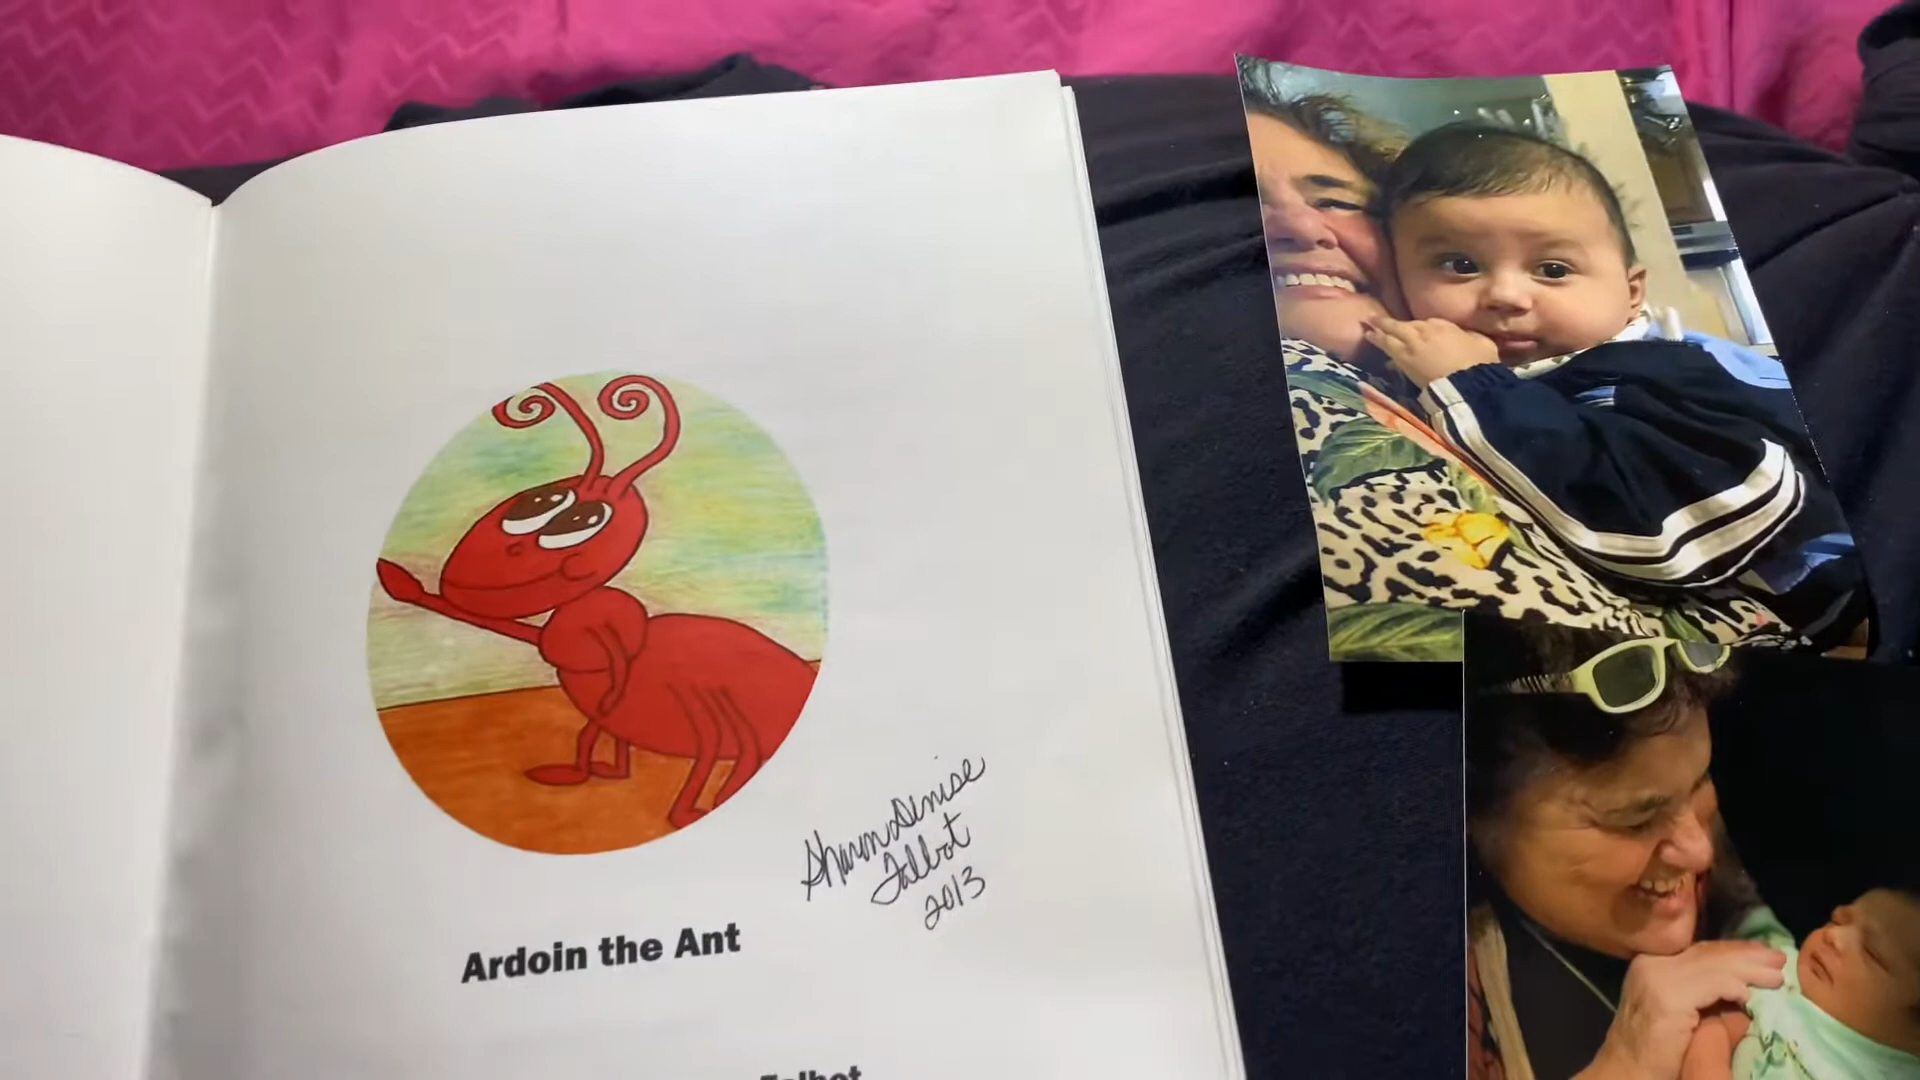 Sharon Denise
Talbot
2013
Ardoin the Ant
Talbot